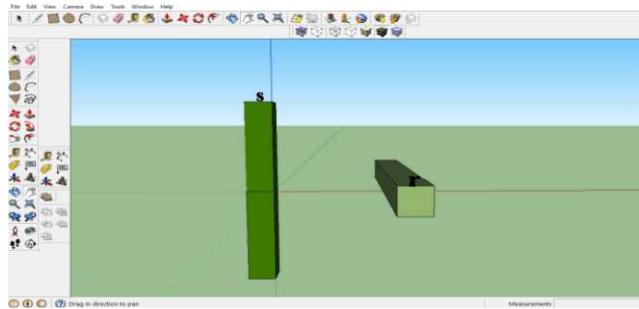 File Edit View Camera Draw Tools Window Help
s
r
Drag in direction to pan
Measurements